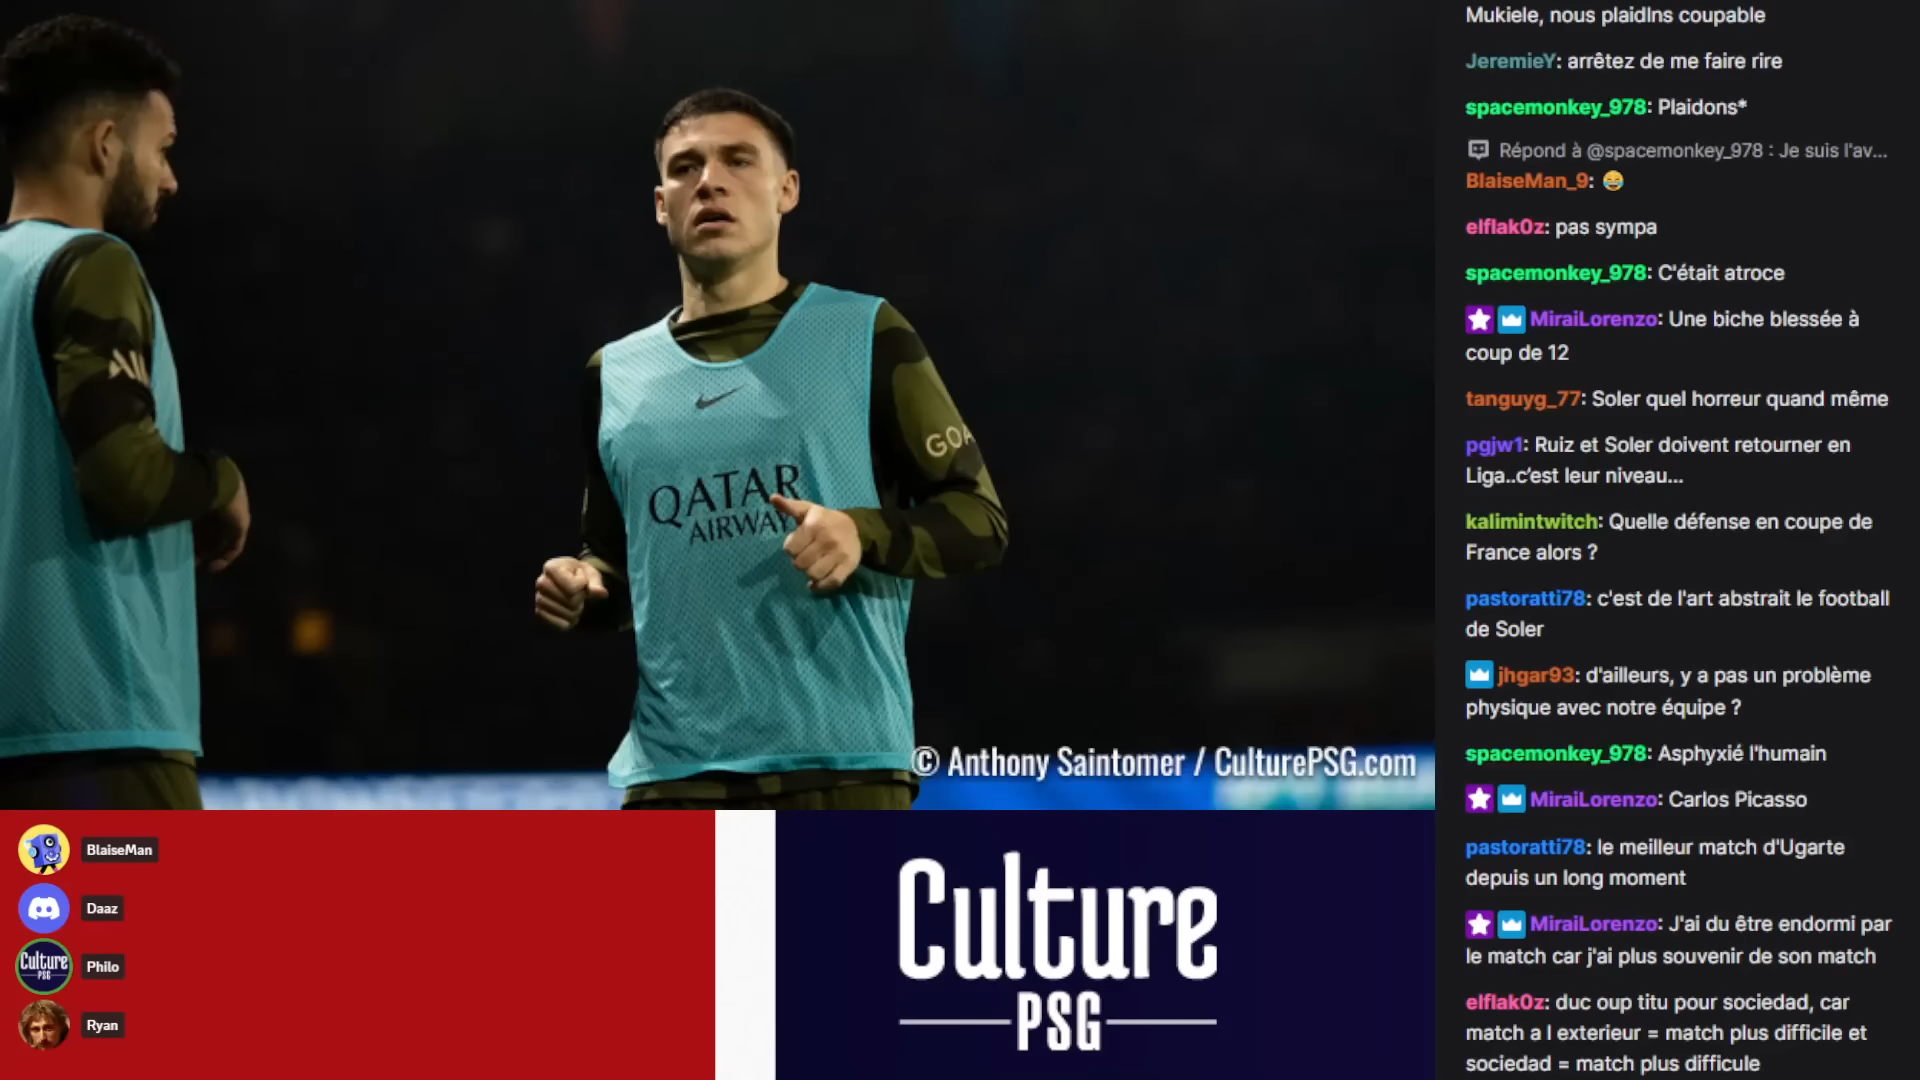 QATAR
AIRWAY
GOA
© Anthony Saintomer / CulturePSG.com
BlaiseMan
Daaz
Culture
PSG
Philo
Ryan
Culture
PSG
Mukiele, nous plaidIns coupable
JeremieY: arrêtez de me faire rire
spacemonkey_978: Plaidons*
Répond à @spacemonkey_978 : Je suis l'av...
BlaiseMan_9: 😂
elflak0z: pas sympa
spacemonkey_978: C'était atroce
MiraiLorenzo: Une biche blessée à
coup de 12
tanguyg_77: Soler quel horreur quand même
pgjw1: Ruiz et Soler doivent retourner en
Liga..c’est leur niveau...
kalimintwitch: Quelle défense en coupe de
France alors ?
pastoratti78: c'est de l'art abstrait le football
de Soler
jhgar93: d'ailleurs, y a pas un problème
physique avec notre équipe ?
spacemonkey_978: Asphyxié l'humain
MiraiLorenzo: Carlos Picasso
pastoratti78: le meilleur match d'Ugarte
depuis un long moment
MiraiLorenzo: J'ai du être endormi par
le match car j'ai plus souvenir de son match
elflak0z: duc oup titu pour sociedad, car
match a l exterieur = match plus difficile et
sociedad = match plus difficule